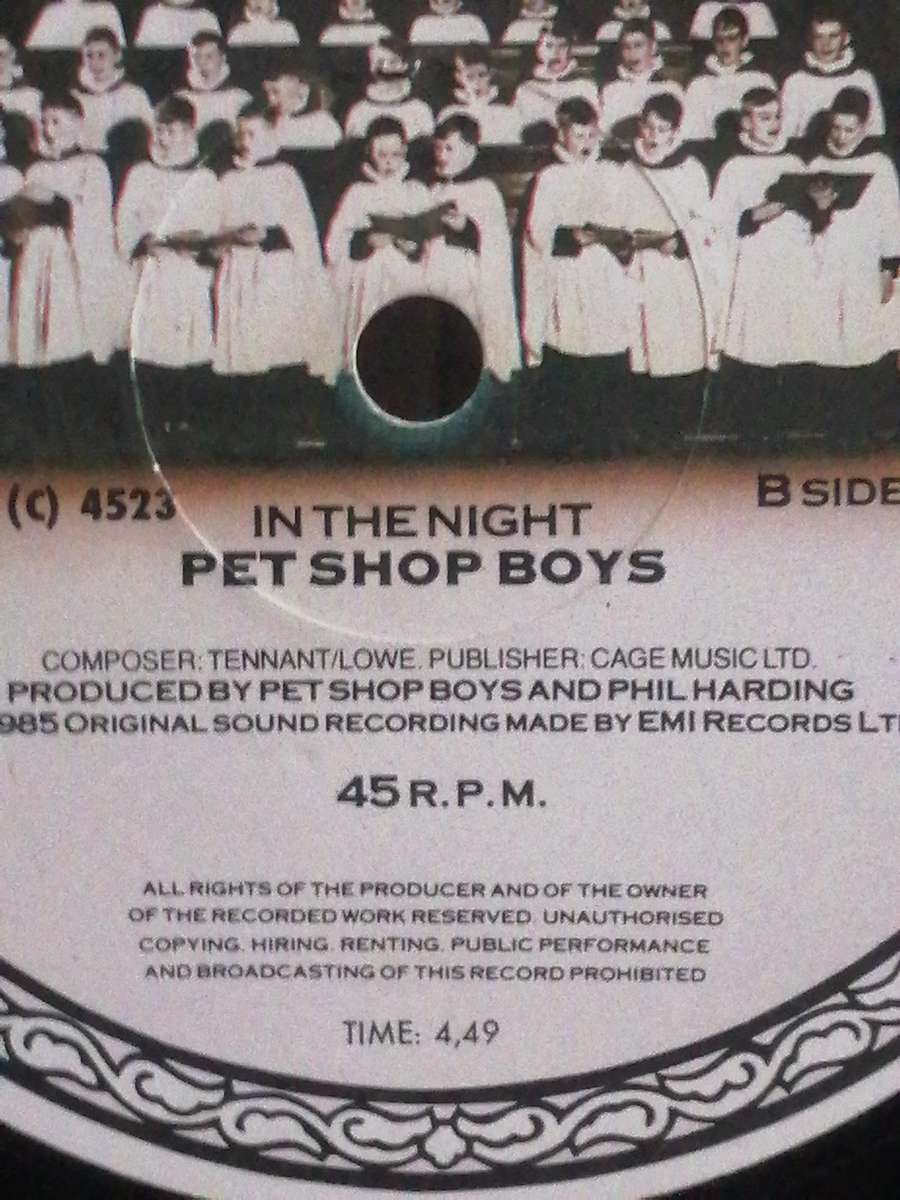 (C) 4523
B SIDE
IN THE NIGHT
PET SHOP BOYS
COMPOSER: TENNANT/LOWE. PUBLISHER: CAGE MUSIC LTD.
PRODUCED BY PET SHOP BOYS AND PHIL HARDING
985 ORIGINAL SOUND RECORDING MADE BY EMI RECORDS LT
45 R.P.M.
ALL RIGHTS OF THE PRODUCER AND OF THE OWNER
OF THE RECORDED WORK RESERVED. UNAUTHORISED
COPYING. HIRING. RENTING. PUBLIC PERFORMANCE
AND BROADCASTING OF THIS RECORD PROHIBITED
TIME: 4,49